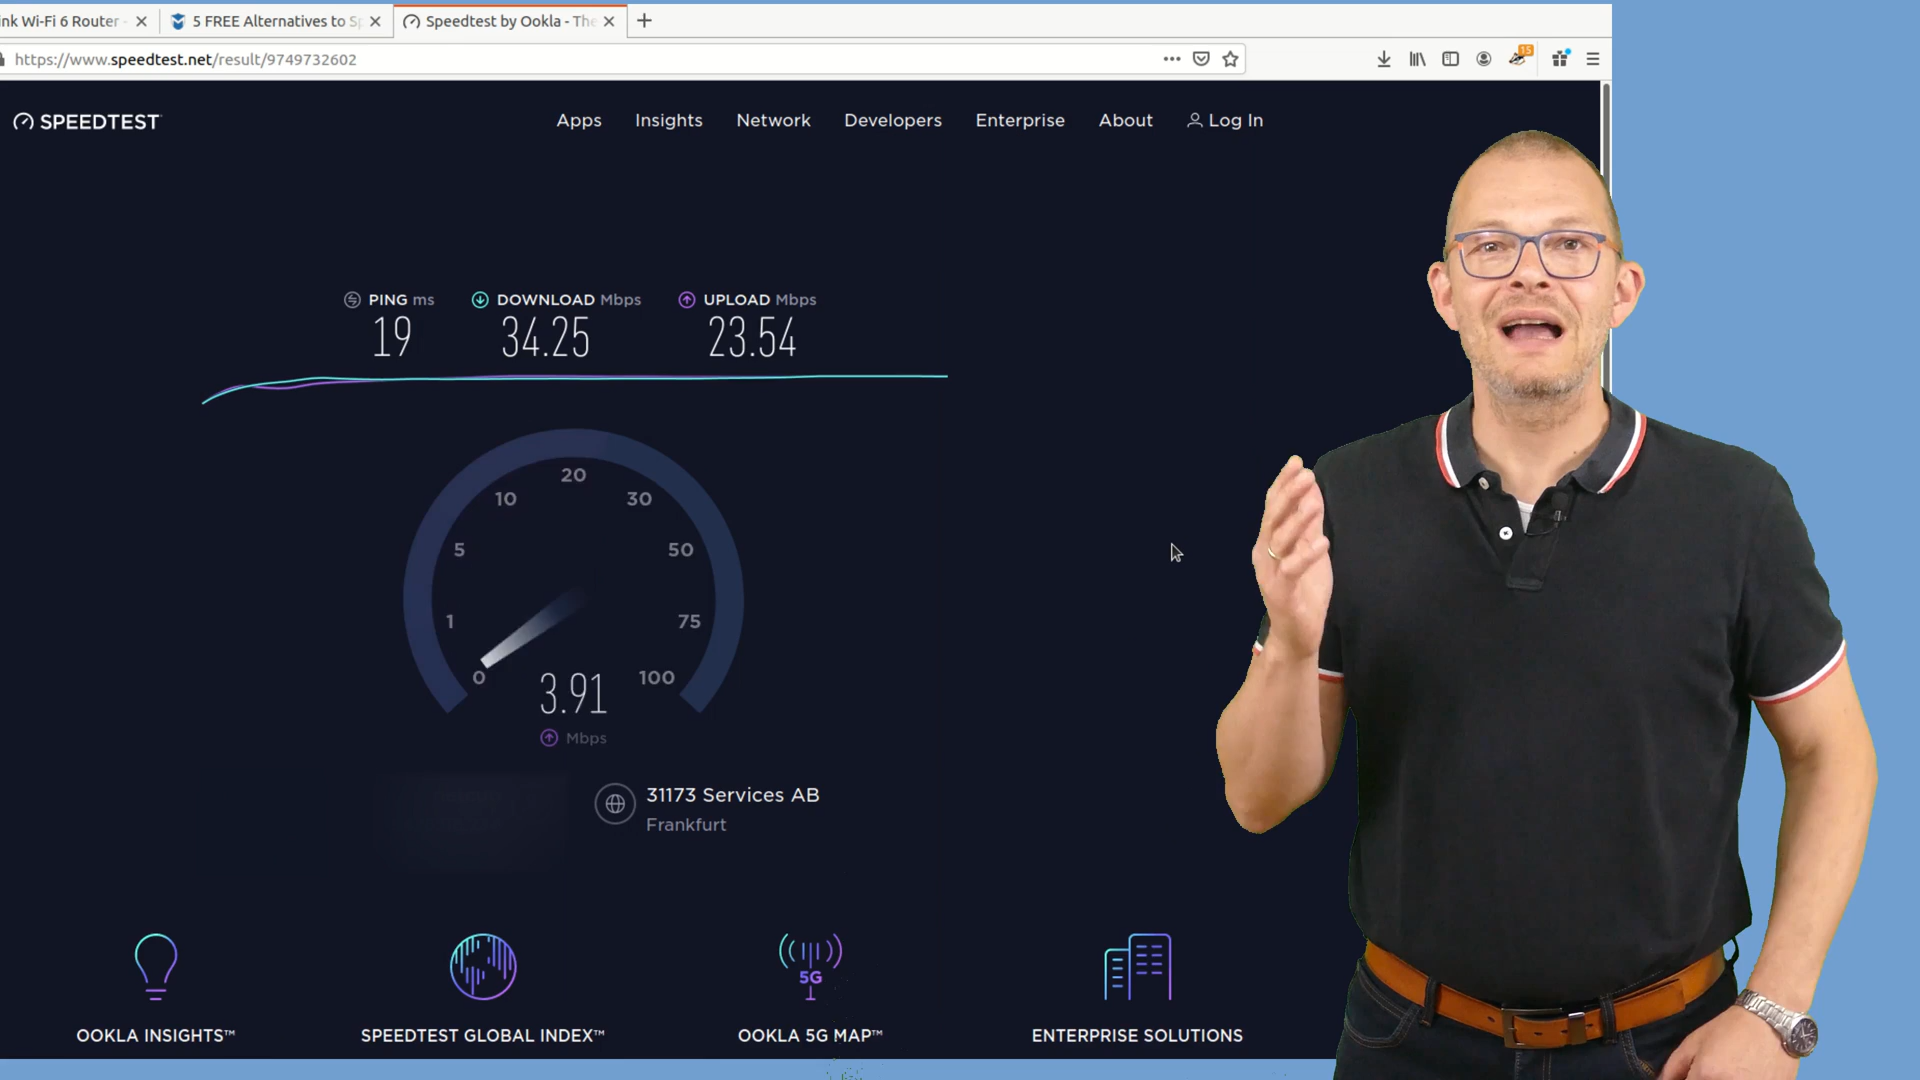 ink Wi-Fi 6 Router
5 FREE Alternatives to S
Speedtest by Ookla - The
https://www.speedtest.net/result/9749732602
15
SPEEDTEST
Apps
Insights
Network
Developers
Enterprise
About
Log In
PING ms
DOWNLOAD Mbps
UPLOAD Mbps
19
34.25
23.54
20
10
30
5
50
1
75
0
100
3.91
Mbps
31173 Services AB
Frankfurt
5G
OOKLA INSIGHTS™
SPEEDTEST GLOBAL INDEX™
OOKLA 5G MAP™
ENTERPRISE SOLUTIONS